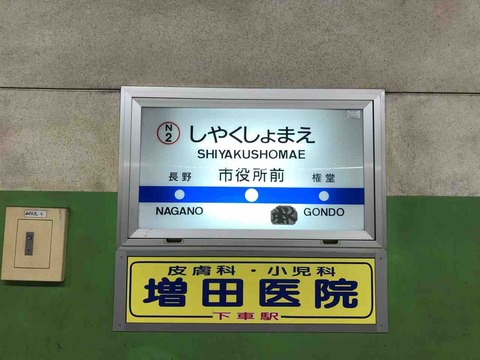 N2
しやくしょまえ
SHIYAKUSHOMAE
長野 市役所前 権堂
NAGANO GONDO
皮膚科・小児科
増田医院
下車駅